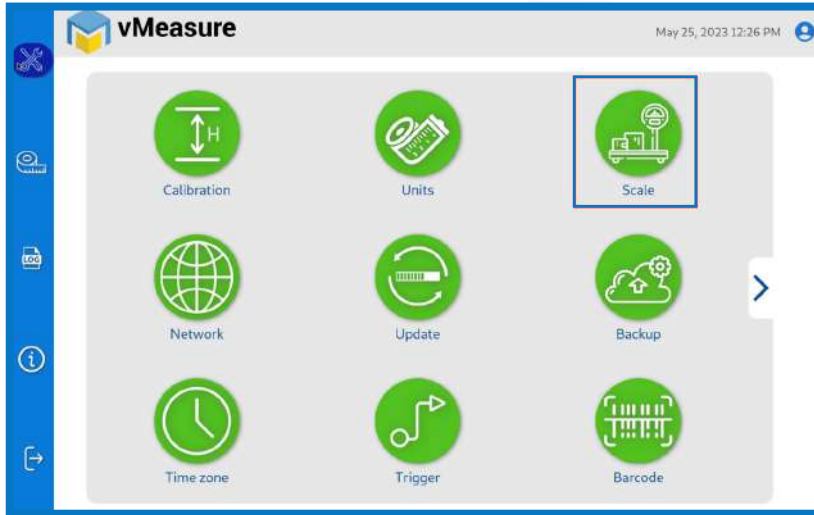 vMeasure
May 25, 2023 12:26 PM
H
Calibration
Units
Scale
LOG
Network
Update
Backup
i
Time zone
Trigger
Barcode